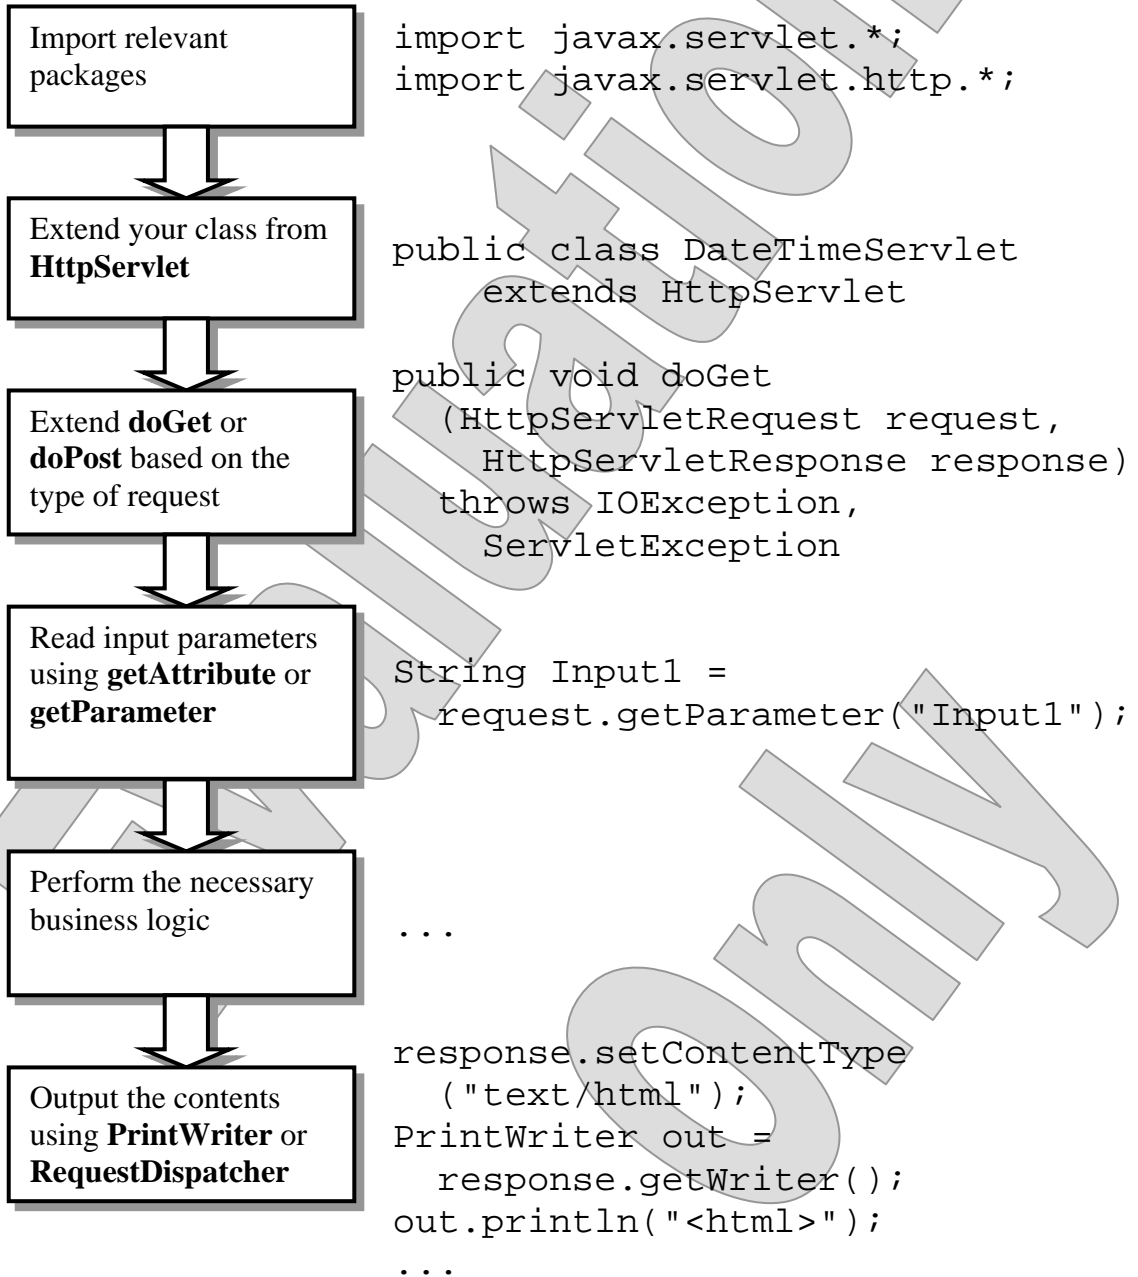 Import relevant
packages
import javax.servlet.*;
import javax.servlet.http.*;
Extend your class from
HttpServlet
public class DateTimeServlet
extends HttpServlet
Extend doGet or
doPost based on the
type of request
public void doGet
(HttpServletRequest request,
HttpServletResponse response)
throws IOException,
ServletException
Read input parameters
using getAttribute or
getParameter
String Input1 =
request.getParameter("Input1");
Perform the necessary
business logic
...
Output the contents
using PrintWriter or
RequestDispatcher
response.setContentType
("text/html");
PrintWriter out =
response.getWriter();
out.println("<html>");
...
Evaluation
Only